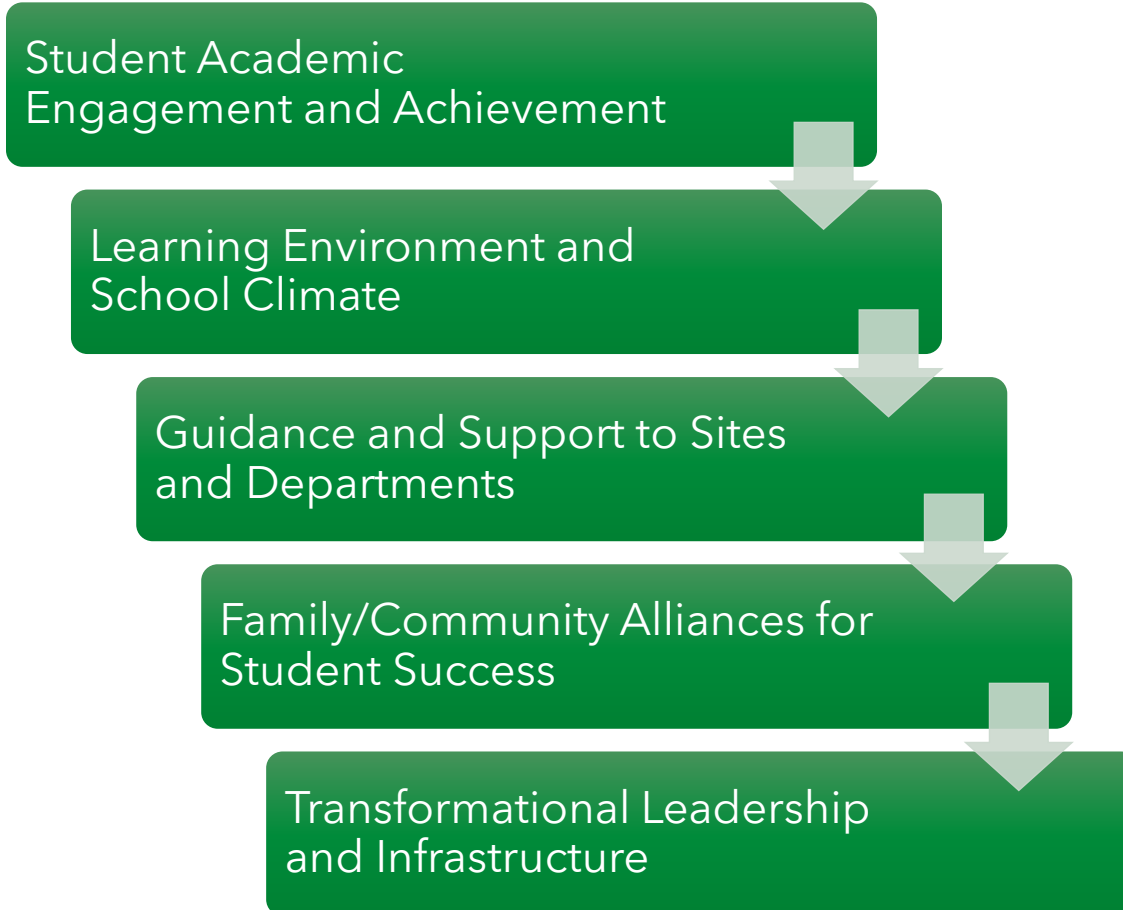 Student Academic
Engagement and Achievement
Learning Environment and
School Climate
Guidance and Support to Sites
and Departments
Family/Community Alliances for
Student Success
Transformational Leadership
and Infrastructure